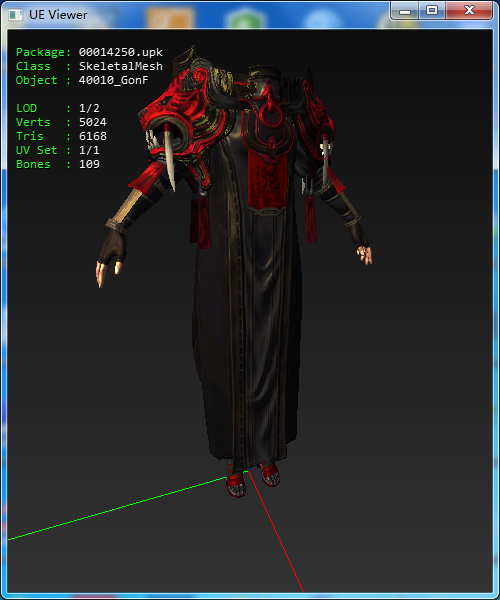 UE Viewer
Package: 00014250.upk
Class : SkeletalMesh
Object : 40010_GonF
LOD : 1/2
Verts : 5024
Tris : 6168
UV Set : 1/1
Bones : 109